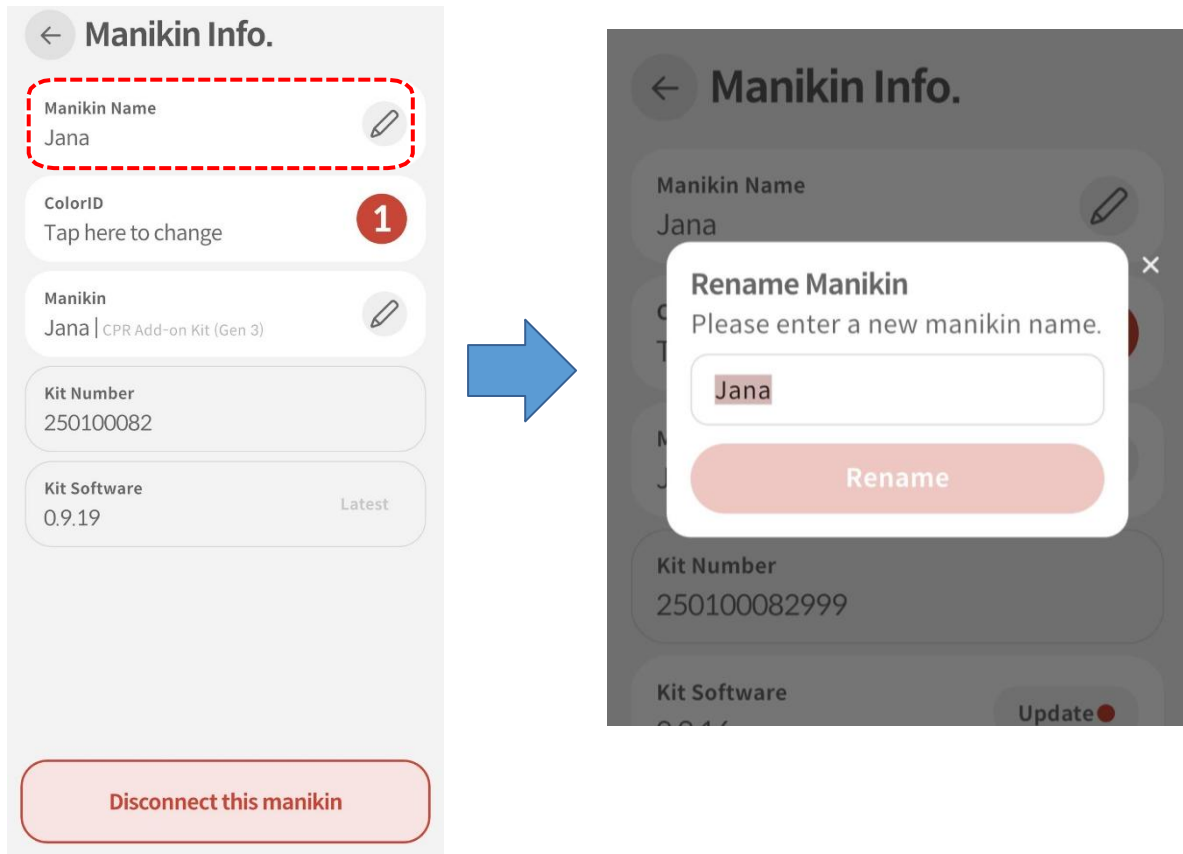 Manikin Info.
Manikin Name
Jana
ColorID
Tap here to change
1
Manikin
Jana | CPR Add-on Kit (Gen 3)
Kit Number
250100082
Kit Software
0.9.19
Latest
Disconnect this manikin
Manikin Info.
Manikin Name
Jana
Rename Manikin
Please enter a new manikin name.
Jana
Rename
Kit Number
250100082999
Kit Software
Update